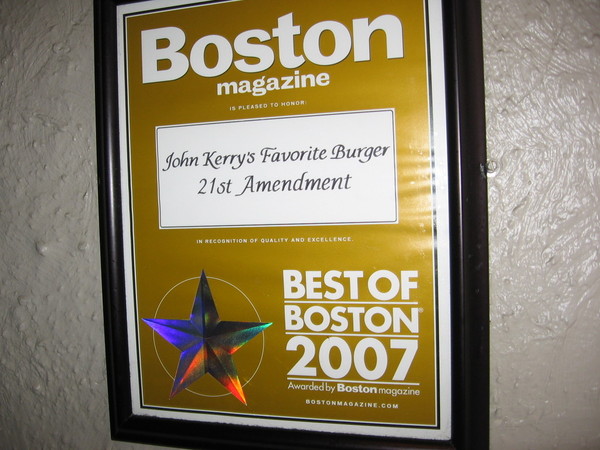 Boston
magazine
IS PLEASED TO HONOR:
John Kerry's Favorite Burger
21st Amendment
IN RECOGNITION OF QUALITY AND EXCELLENCE.
BEST OF
BOSTON®
2007
Awarded by Boston magazine
BOSTONMAGAZINE.COM